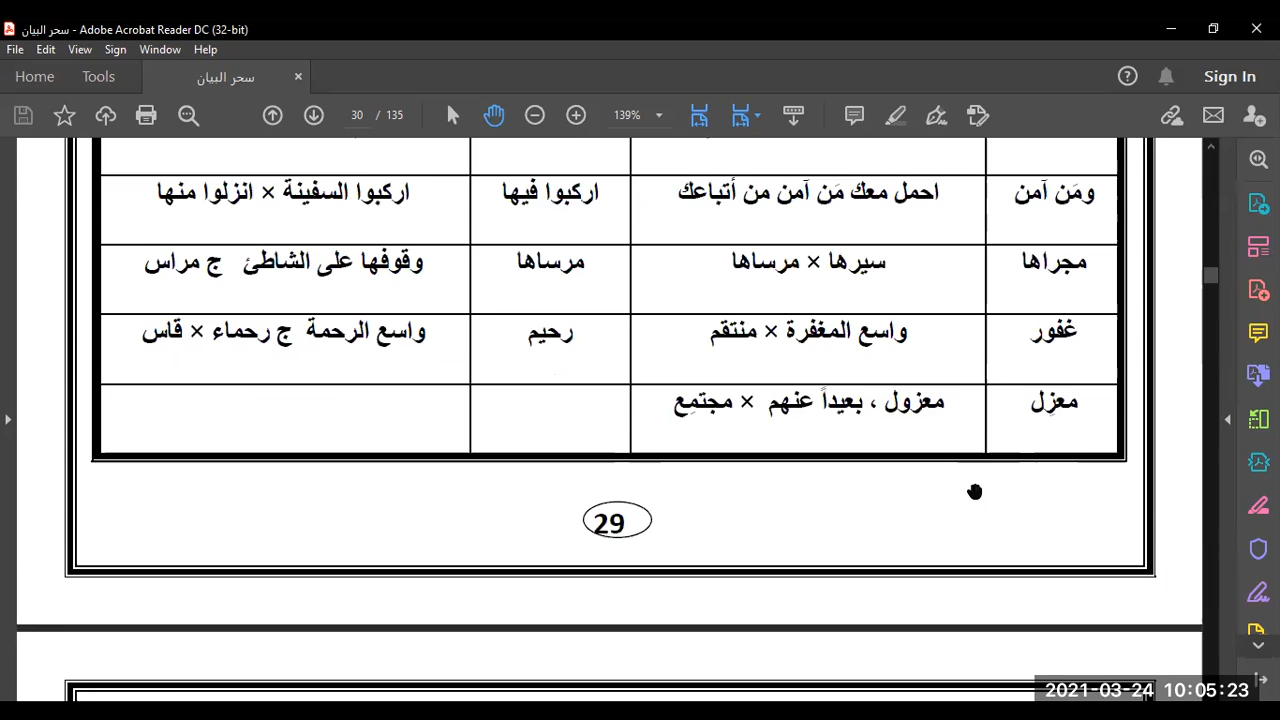 سحر البيان - Adobe Acrobat Reader DC (32-bit)
File Edit View Sign Window Help
Home Tools سحر البيان × Sign In
30 / 135 139%
ومَن آمن احمل معك مَن آمن من أتباعك اركبوا فيها اركبوا السفينة × انزلوا منها
مجراها سيرها × مرساها مرساها وقوفها على الشاطئ ج مراس
غفور واسع المغفرة × منتقم رحيم واسع الرحمة ج رحماء × قاس
معزِل معزول ، بعيداً عنهم × مجتمِع
29
2021-03-24 10:05:23